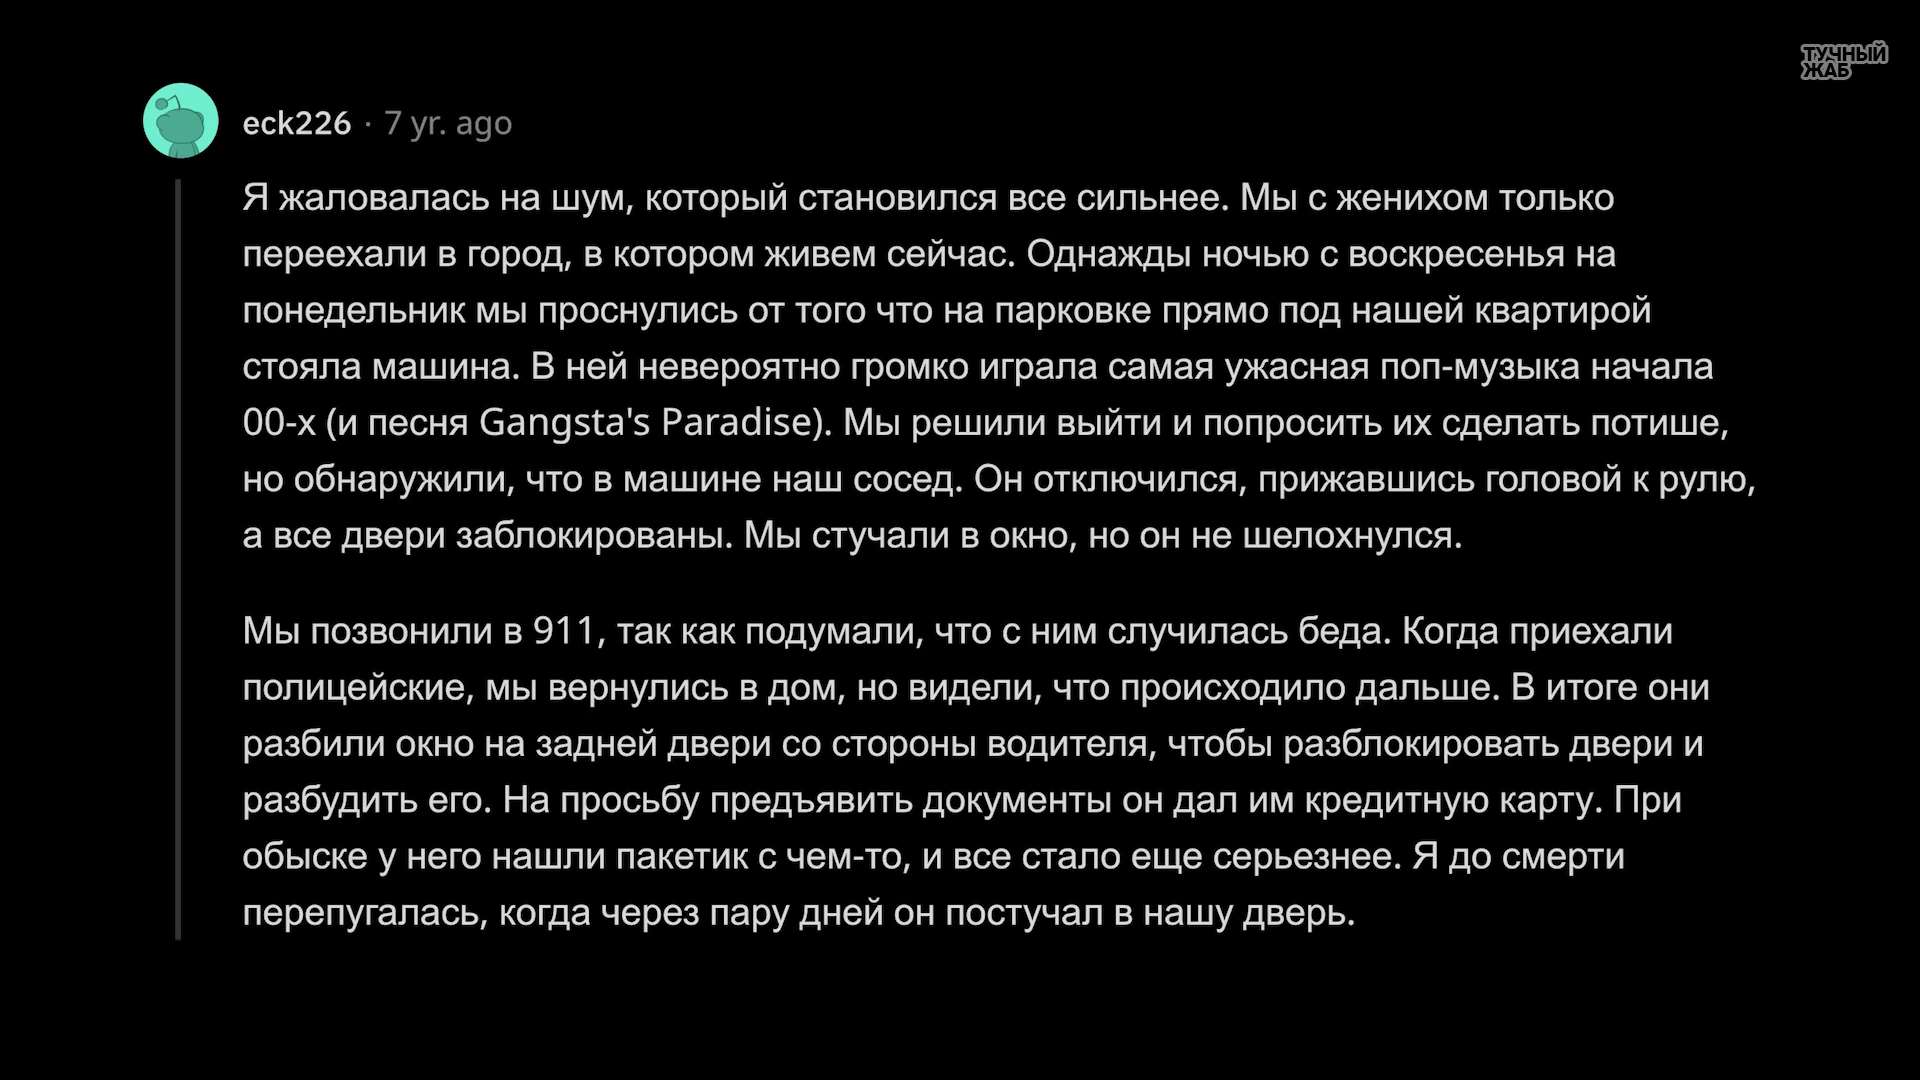 ТУЧНЫЙ
ЖАБ
eck226 · 7 yr. ago
Я жаловалась на шум, который становился все сильнее. Мы с женихом только
переехали в город, в котором живем сейчас. Однажды ночью с воскресенья на
понедельник мы проснулись от того что на парковке прямо под нашей квартирой
стояла машина. В ней невероятно громко играла самая ужасная поп-музыка начала
00-х (и песня Gangsta's Paradise). Мы решили выйти и попросить их сделать потише,
но обнаружили, что в машине наш сосед. Он отключился, прижавшись головой к рулю,
а все двери заблокированы. Мы стучали в окно, но он не шелохнулся.
Мы позвонили в 911, так как подумали, что с ним случилась беда. Когда приехали
полицейские, мы вернулись в дом, но видели, что происходило дальше. В итоге они
разбили окно на задней двери со стороны водителя, чтобы разблокировать двери и
разбудить его. На просьбу предъявить документы он дал им кредитную карту. При
обыске у него нашли пакетик с чем-то, и все стало еще серьезнее. Я до смерти
перепугалась, когда через пару дней он постучал в нашу дверь.